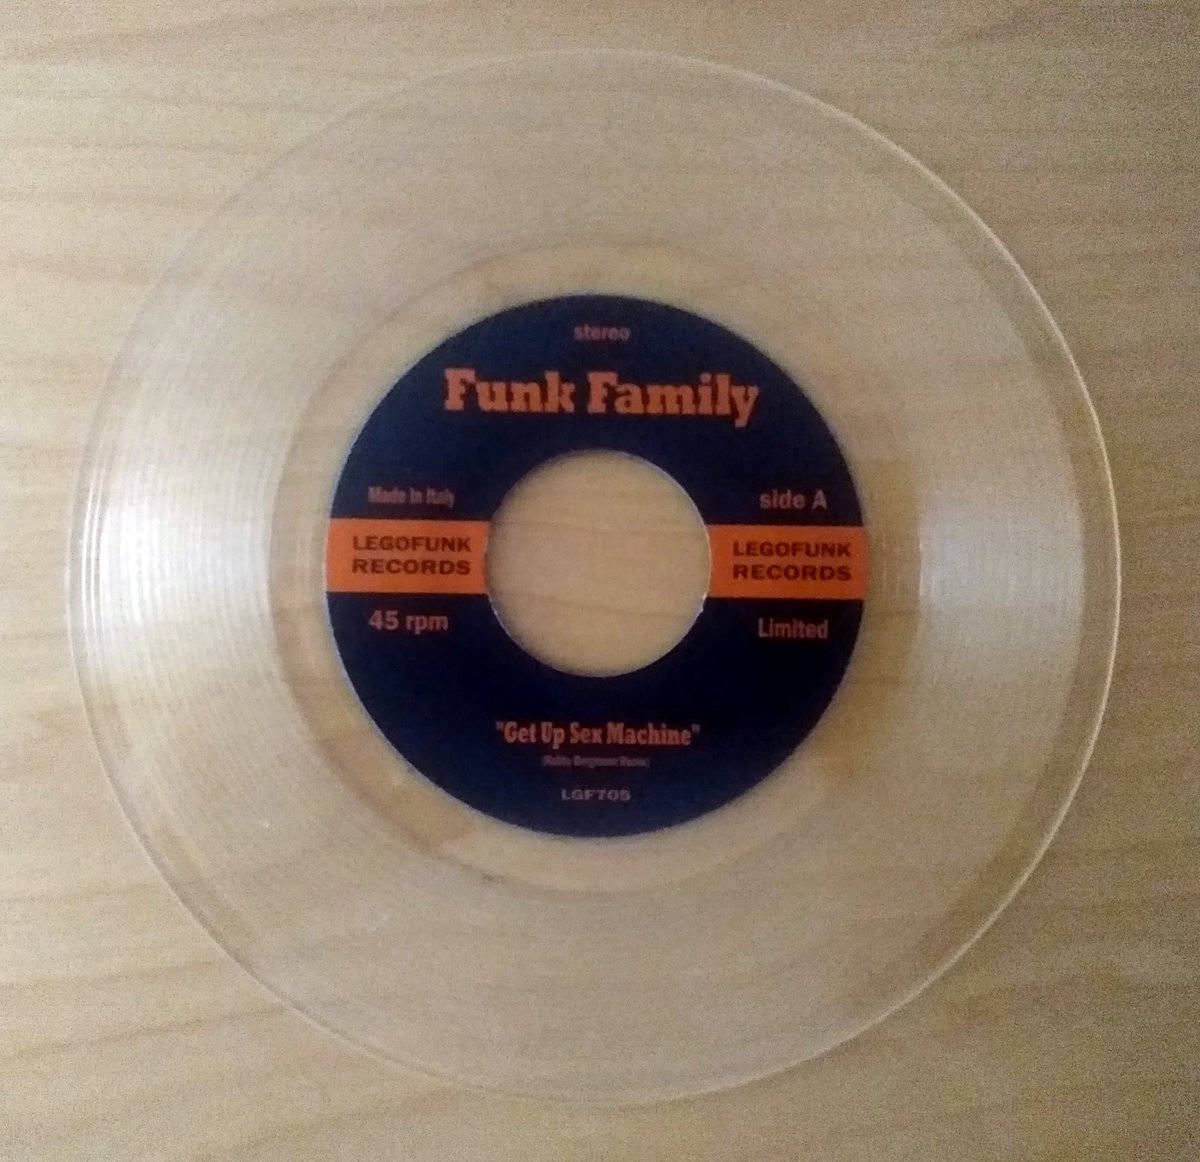 stereo
Funk Family
Made In Italy
side A
LEGOFUNK
RECORDS
LEGOFUNK
RECORDS
45 rpm
Limited
"Get Up Sex Machine"
LGF705